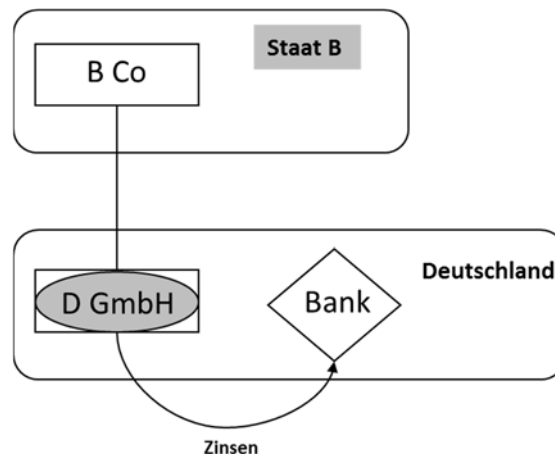 Staat B
B Co
Deutschland
D GmbH
Bank
Zinsen